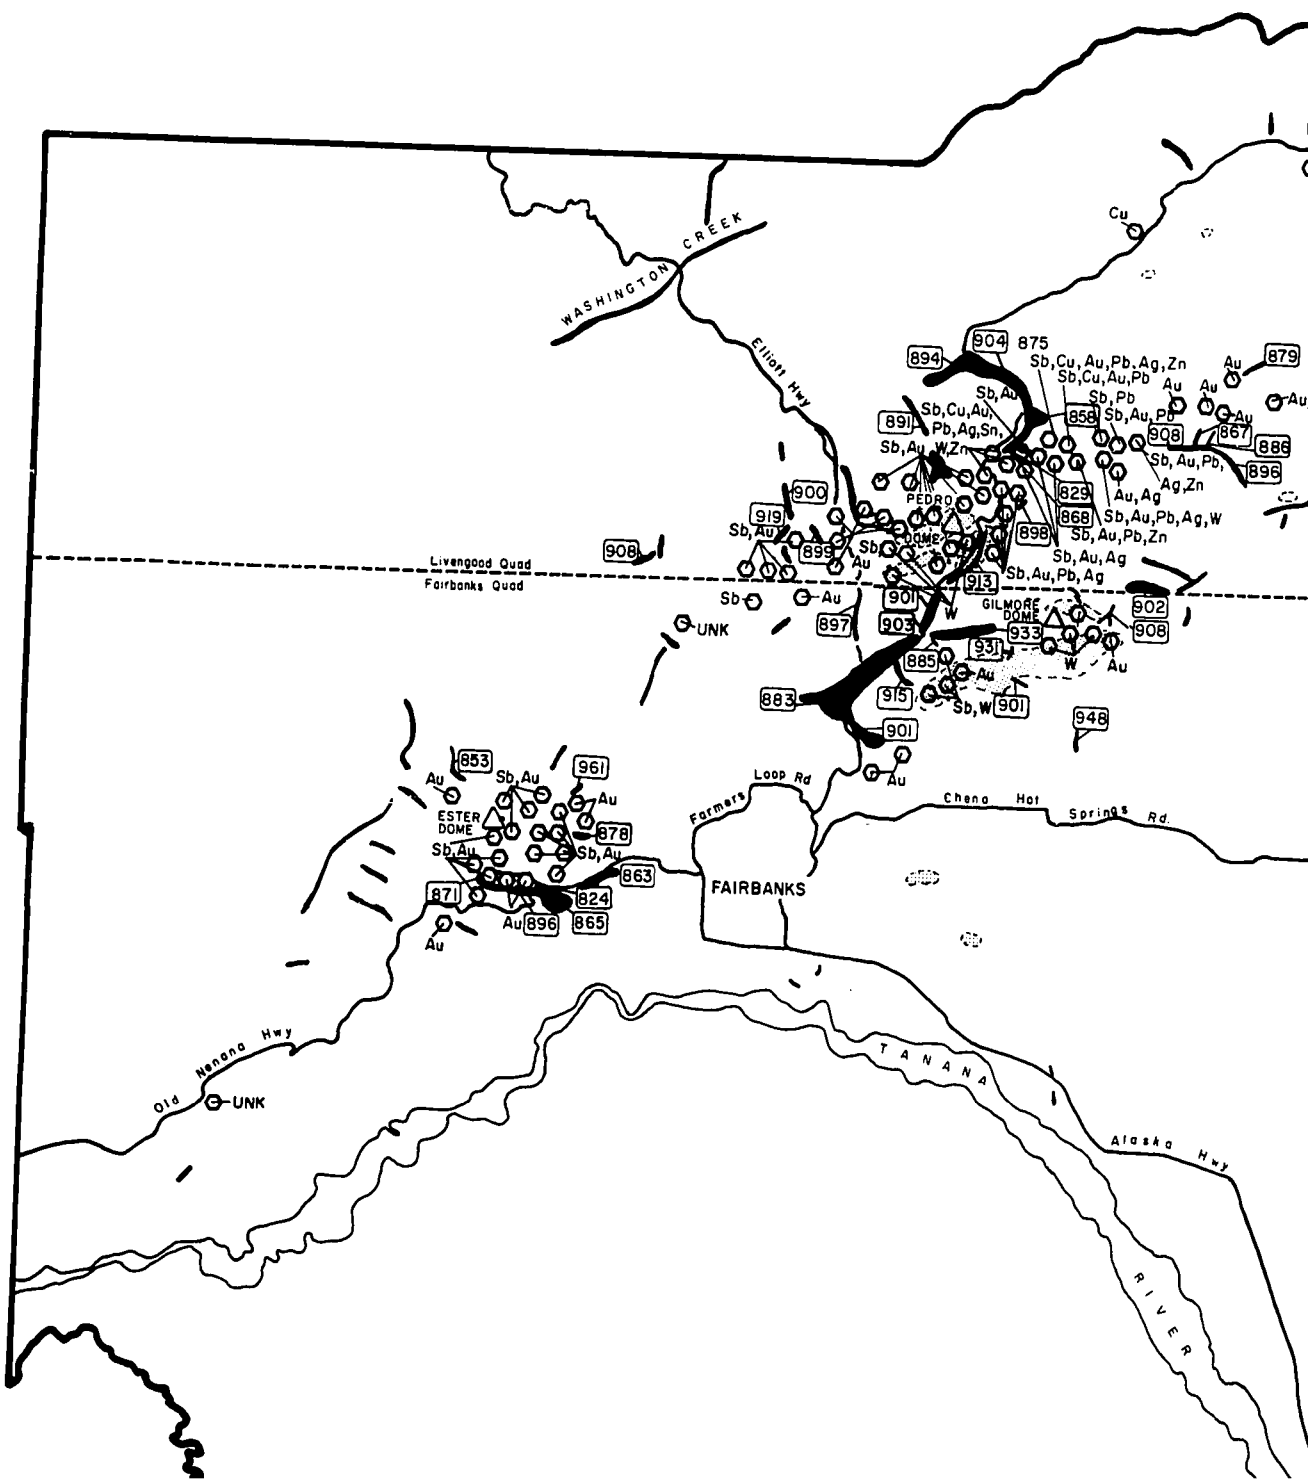 Cu
WASHINGTON CREEK
Elliott Hwy
904
875
894
Sb, Cu, Au, Pb, Ag, Zn
Sb, Cu, Au, Pb
879
Au
Au
Au
Au
Au
Sb, Au
Sb, Pb
Sb, Au, Pb
858
Sb, Cu, Au,
Pb, Ag, Sn,
W, Zn
891
Sb, Au
908
867
886
896
Sb, Au, Pb,
Ag, Zn
Au, Ag
829
868
898
Sb, Au, Pb, Ag, W
Sb, Au, Pb, Zn
Sb, Au, Ag
Sb, Au, Pb, Ag
PEDRO
DOME
900
919
Sb, Au
899
908
Sb
Au
913
Livengood Quad
Fairbanks Quad
Sb
Au
901
W
897
903
UNK
GILMORE
DOME
902
908
933
931
W
Au
885
Au
915
Sb, W
901
883
901
948
Au
853
Au
Sb, Au
961
Au
ESTER
DOME
878
Sb, Au
Sb, Au
863
871
824
Au
896
865
Au
Farmers Loop Rd
Chena Hot Springs Rd.
FAIRBANKS
Old Nenana Hwy
UNK
TANANA RIVER
Alaska Hwy